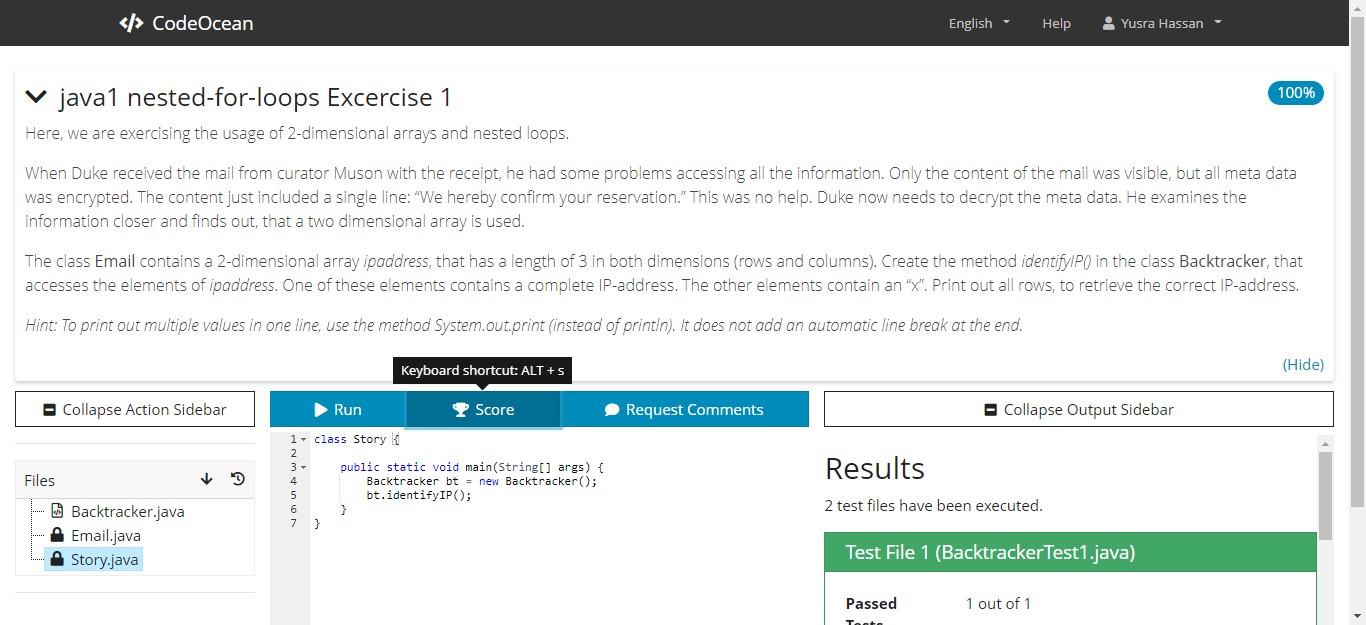 CodeOcean
English
Help
Yusra Hassan
java1 nested-for-loops Excercise 1
100%
Here, we are exercising the usage of 2-dimensional arrays and nested loops.
When Duke received the mail from curator Muson with the receipt, he had some problems accessing all the information. Only the content of the mail was visible, but all meta data
was encrypted. The content just included a single line: “We hereby confirm your reservation.” This was no help. Duke now needs to decrypt the meta data. He examines the
information closer and finds out, that a two dimensional array is used.
The class Email contains a 2-dimensional array ipaddress, that has a length of 3 in both dimensions (rows and columns). Create the method identifyIP() in the class Backtracker, that
accesses the elements of ipaddress. One of these elements contains a complete IP-address. The other elements contain an “x”. Print out all rows, to retrieve the correct IP-address.
Hint: To print out multiple values in one line, use the method System.out.print (instead of println). It does not add an automatic line break at the end.
(Hide)
Keyboard shortcut: ALT + s
Collapse Action Sidebar
Run
Score
Request Comments
Collapse Output Sidebar
Files
Backtracker.java
Email.java
Story.java
1 class Story {
2
3 public static void main(String[] args) {
4 Backtracker bt = new Backtracker();
5 bt.identifyIP();
6 }
7 }
Results
2 test files have been executed.
Test File 1 (BacktrackerTest1.java)
Passed 1 out of 1
Tests